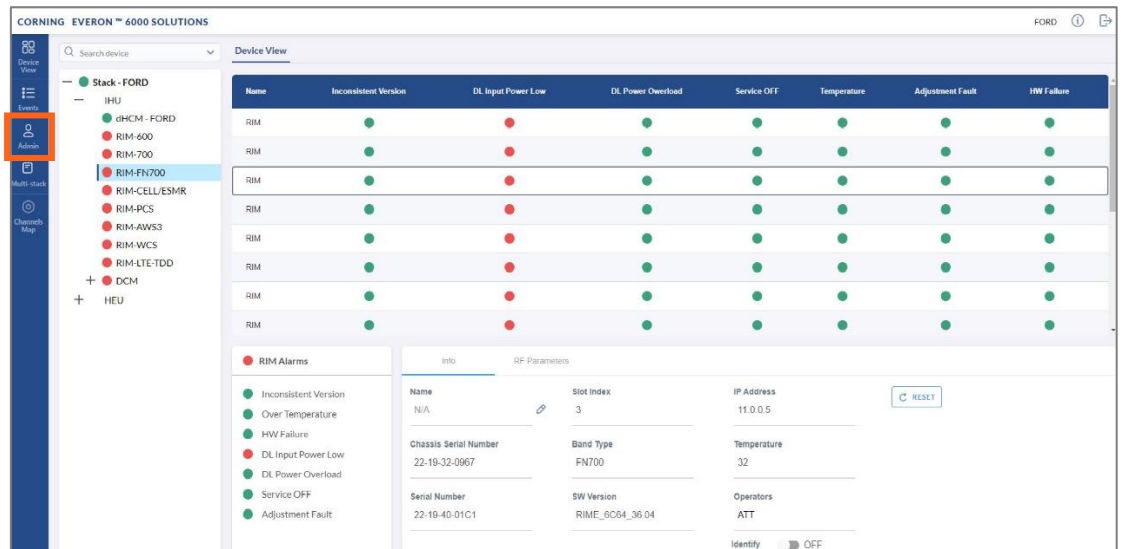 CORNING EVERON ™ 6000 SOLUTIONS
FORD
Device View
Events
Admin
Multi-stack
Channels Map
Search device
Stack - FORD
IHU
dHCM - FORD
RIM-600
RIM-700
RIM-FN700
RIM-CELL/ESMR
RIM-PCS
RIM-AWS3
RIM-WCS
RIM-LTE-TDD
DCM
HEU
Device View
Name Inconsistent Version DL Input Power Low DL Power Owerload Service OFF Temperature Adjustment Fault HW Failure
RIM
RIM
RIM
RIM
RIM
RIM
RIM
RIM
RIM Alarms
Inconsistent Version
Over Temperature
HW Failure
DL Input Power Low
DL Power Overload
Service OFF
Adjustment Fault
Info RF Parameters
Name Slot Index IP Address
N/A 3 11.0.0.5
RESET
Chassis Serial Number Band Type Temperature
22-19-32-0967 FN700 32
Serial Number SW Version Operators
22-19-40-01C1 RIME_6C64_36.04 ATT
Identify OFF